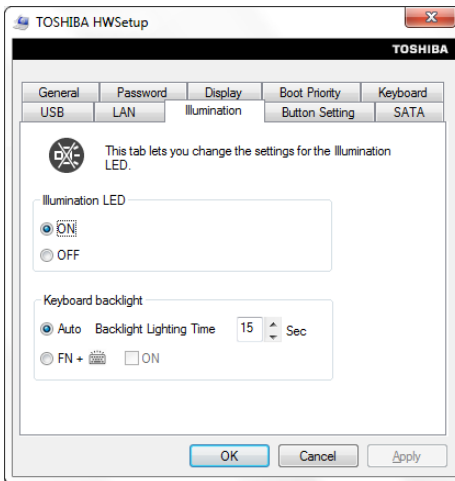 TOSHIBA HWSetup
TOSHIBA
General Password Display Boot Priority Keyboard
USB LAN Illumination Button Setting SATA
This tab lets you change the settings for the Illumination
LED.
Illumination LED
ON
OFF
Keyboard backlight
Auto Backlight Lighting Time 15 Sec
FN + ON
OK Cancel Apply